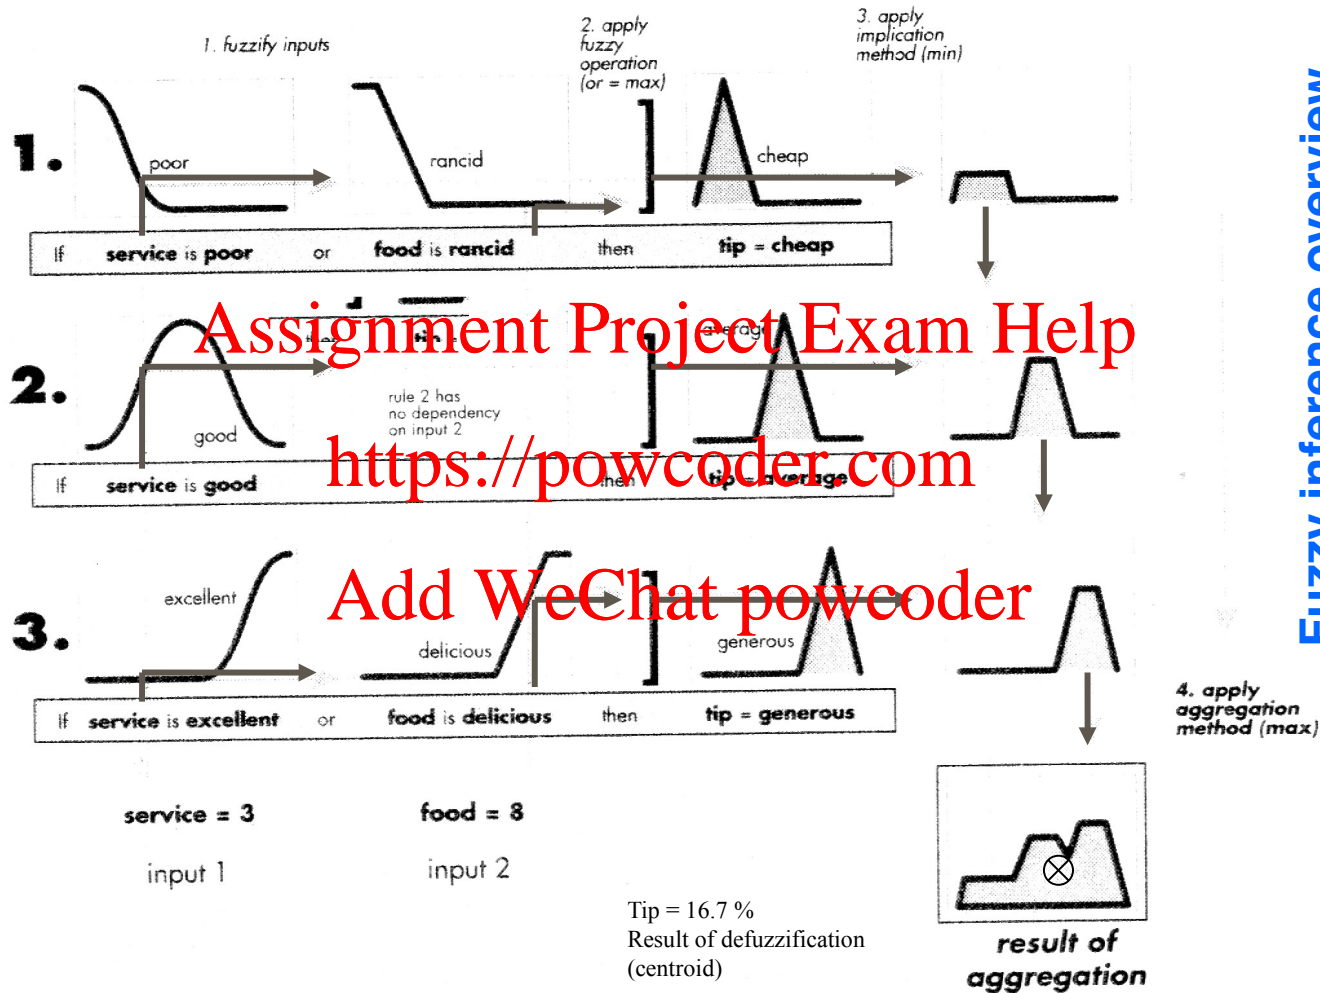 Fuzzy inference overview
1. fuzzify inputs
2. apply
fuzzy
operation
(or = max)
3. apply
implication
method (min)
1.
poor
rancid
cheap
If service is poor or food is rancid then tip = cheap
Assignment Project Exam Help
average
2.
good
rule 2 has
no dependency
on input 2
https://powcoder.com
If service is good then tip = average
Add WeChat powcoder
3.
excellent
delicious
generous
If service is excellent or food is delicious then tip = generous
4. apply
aggregation
method (max)
service = 3
food = 8
input 1
input 2
Tip = 16.7 %
Result of defuzzification
(centroid)
result of
aggregation